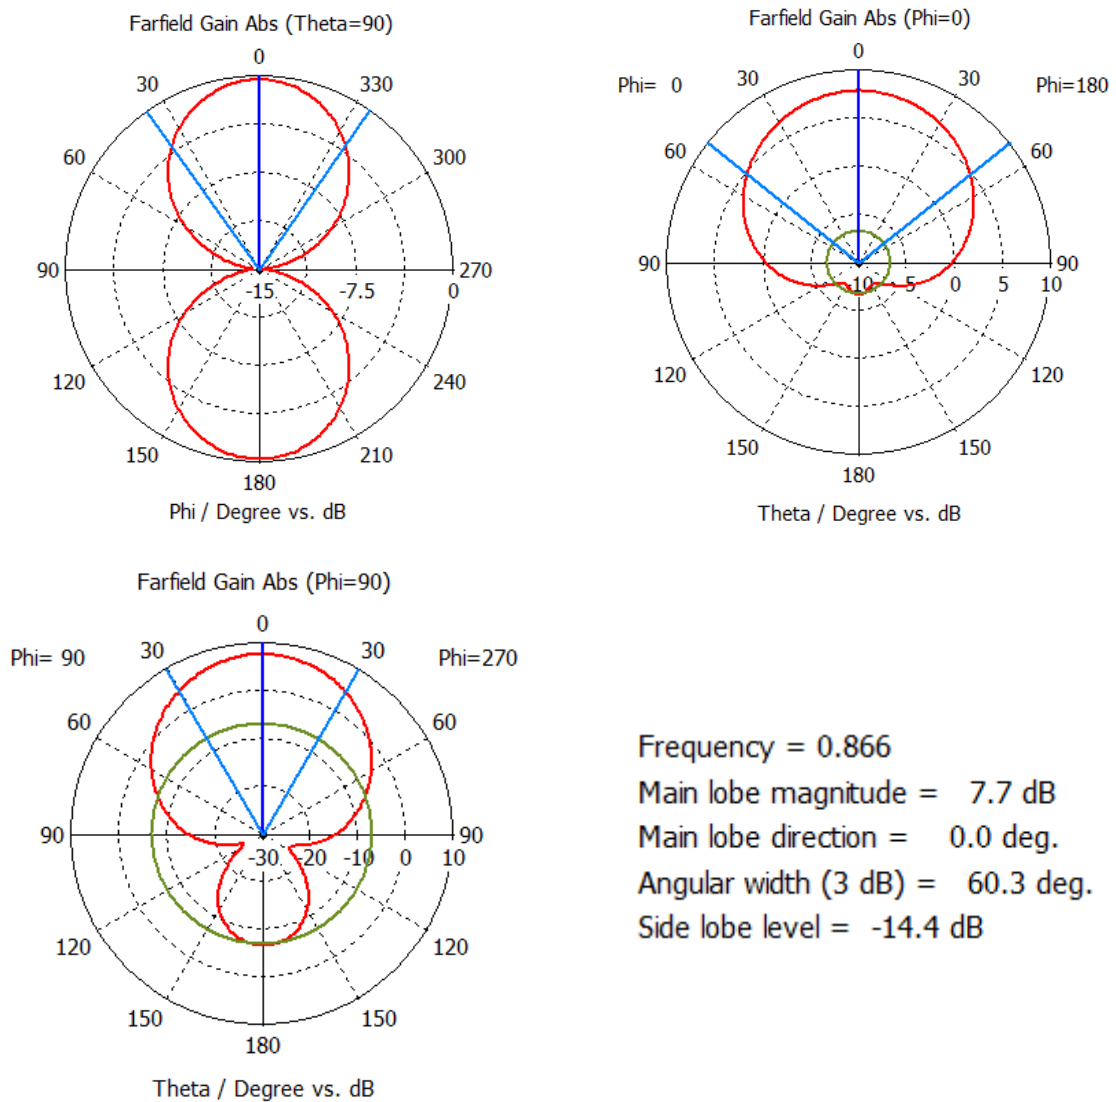 Farfield Gain Abs (Theta=90)
0
30 330
60 300
90 -15 -7.5 0 270
120 240
150 210
180
Phi / Degree vs. dB
Farfield Gain Abs (Phi=0)
0
Phi= 0 30 30 Phi=180
60 60
90 -10 -5 0 5 10 90
120 120
150 150
180
Theta / Degree vs. dB
Farfield Gain Abs (Phi=90)
0
Phi= 90 30 30 Phi=270
60 60
90 -30 -20 -10 0 10 90
120 120
150 150
180
Theta / Degree vs. dB
Frequency = 0.866
Main lobe magnitude = 7.7 dB
Main lobe direction = 0.0 deg.
Angular width (3 dB) = 60.3 deg.
Side lobe level = -14.4 dB